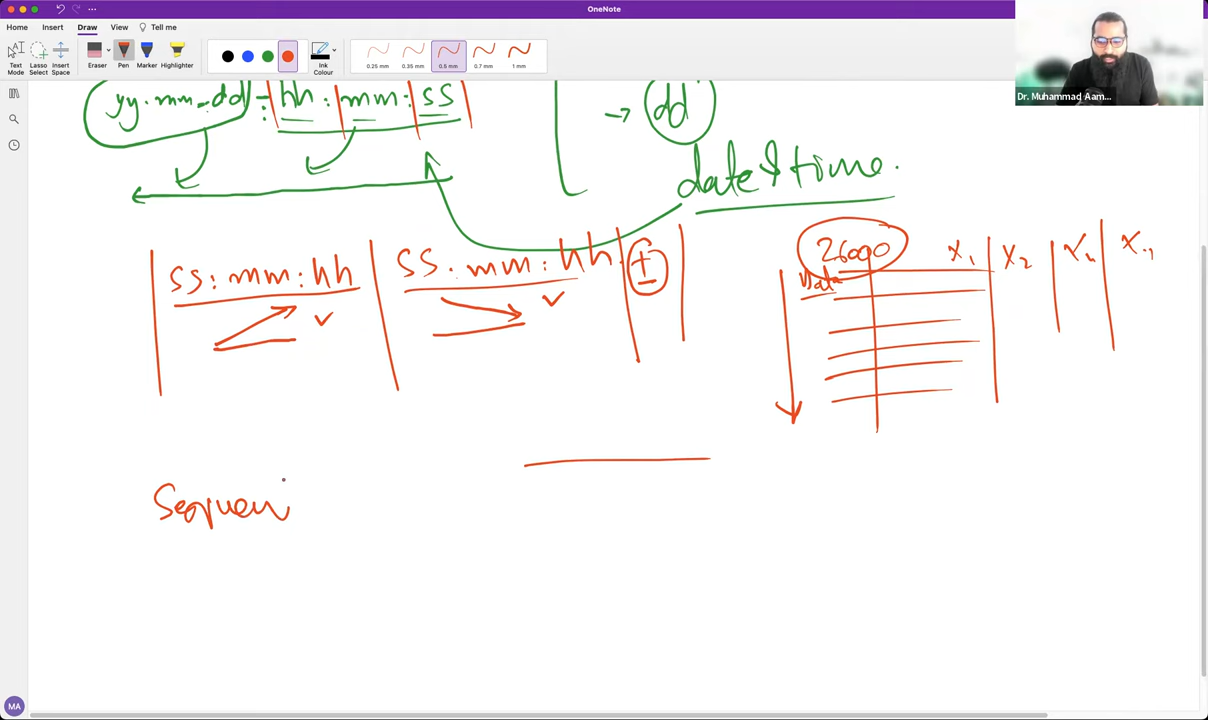 OneNote
Home Insert Draw View Tell me
Text Mode Lasso Select Insert Space Eraser Pen Marker Highlighter Ink Colour 0.25 mm 0.35 mm 0.5 mm 0.7 mm 1 mm
Dr. Muhammad Aam...
yy.mm.dd : hh : mm : ss
→ dd
date & time.
ss : mm : hh
ss : mm : hh
±
X₁ X₂
Data
Sequen
MA